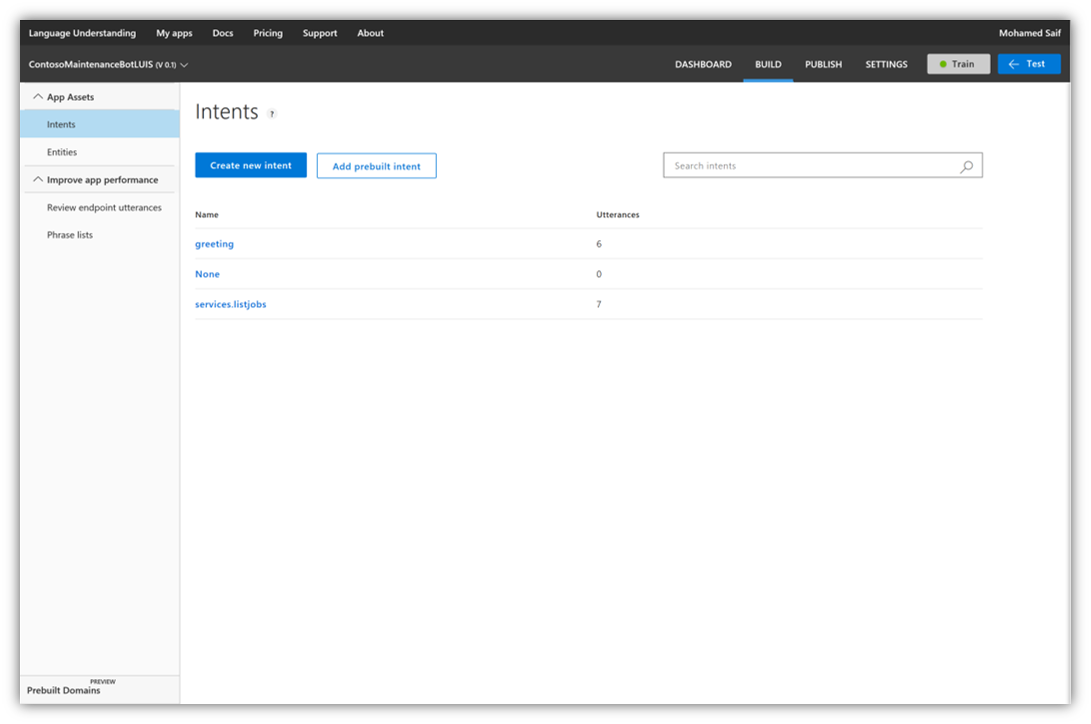 Language Understanding My apps Docs Pricing Support About Mohamed Saif
ContosoMaintenanceBotLUIS (V 0.1) DASHBOARD BUILD PUBLISH SETTINGS Train Test
App Assets
Intents
Entities
Improve app performance
Review endpoint utterances
Phrase lists
PREVIEW
Prebuilt Domains
Intents ?
Create new intent Add prebuilt intent Search intents
Name Utterances
greeting 6
None 0
services.listjobs 7